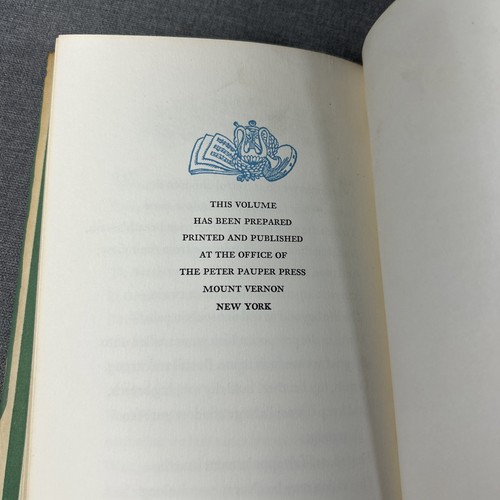 THIS VOLUME
HAS BEEN PREPARED
PRINTED AND PUBLISHED
AT THE OFFICE OF
THE PETER PAUPER PRESS
MOUNT VERNON
NEW YORK